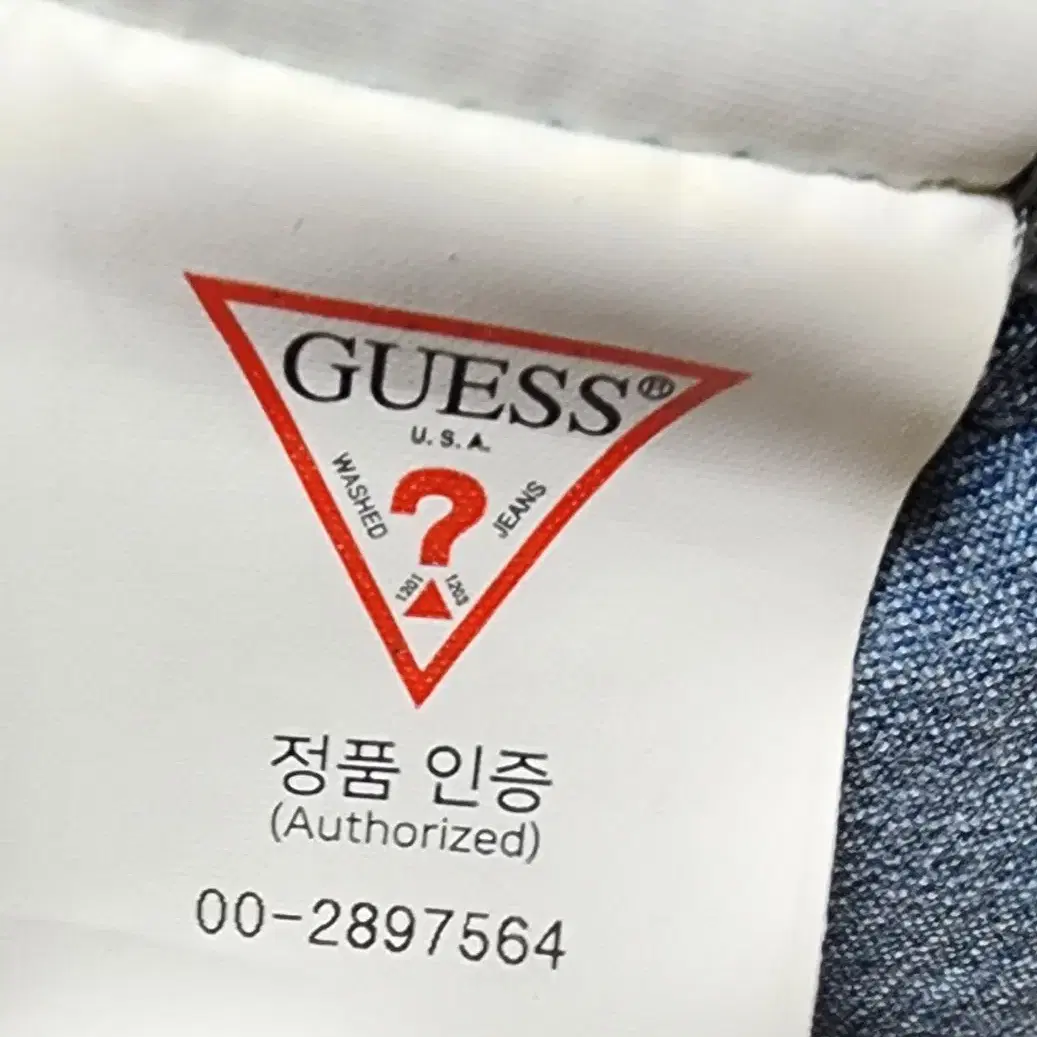 GUESS®
U.S.A.
WASHED
JEANS
?
1201
1203
정품 인증
(Authorized)
00-2897564